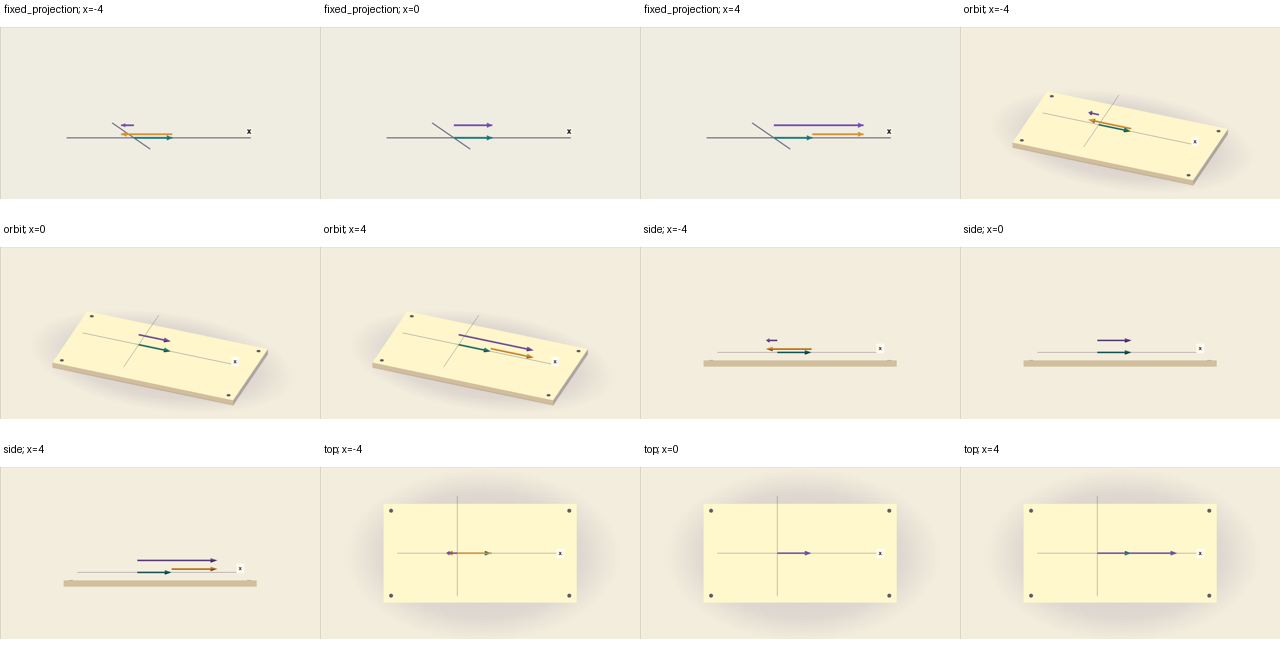 fixed_projection; x=-4
fixed_projection; x=0
fixed_projection; x=4
orbit; x=-4
x
x
x
x
orbit; x=0
orbit; x=4
side; x=-4
side; x=0
x
x
x
x
side; x=4
top; x=-4
top; x=0
top; x=4
x
x
x
x